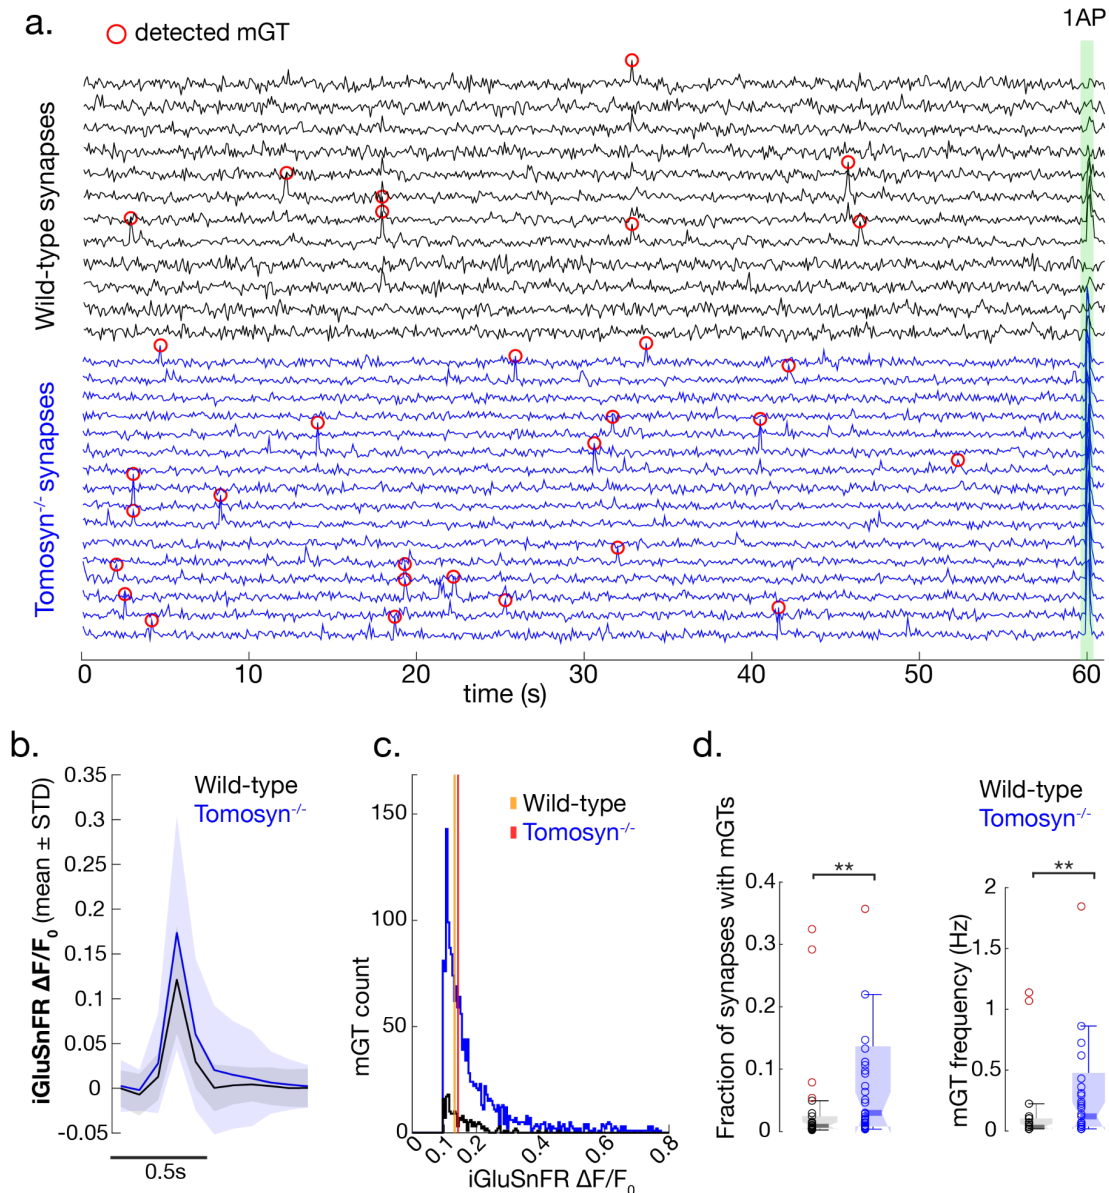 a.
detected mGT
1AP
Wild-type synapses
Tomosyn⁻/⁻ synapses
0 10 20 30 40 50 60
time (s)
b.
0.35
0.3
0.25
0.2
0.15
0.1
0.05
0
-0.05
iGluSnFR ΔF/F₀ (mean ± STD)
Wild-type
Tomosyn⁻/⁻
0.5s
c.
150
100
50
0
mGT count
Wild-type
Tomosyn⁻/⁻
0 0.1 0.2 0.4 0.6 0.8
iGluSnFR ΔF/F₀
d.
Wild-type
Tomosyn⁻/⁻
Fraction of synapses with mGTs
0.4
0.3
0.2
0.1
0
**
mGT frequency (Hz)
2
1.5
1
0.5
0
**